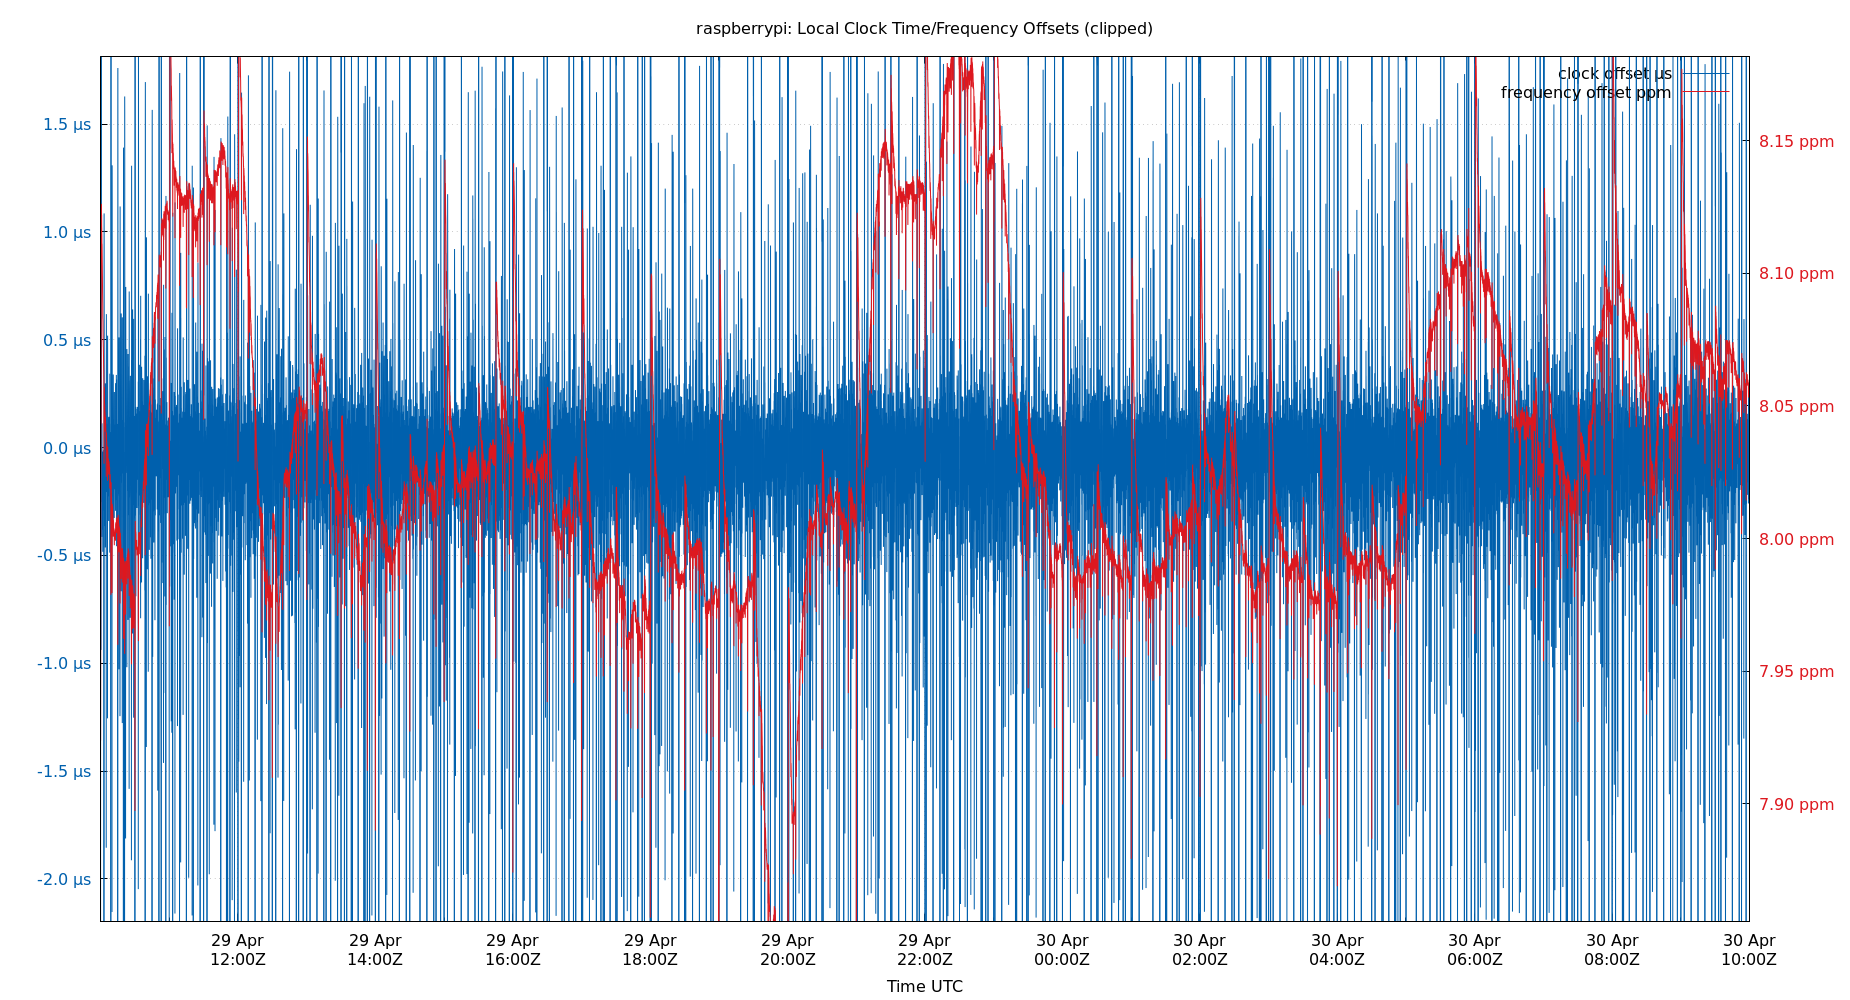 raspberrypi: Local Clock Time/Frequency Offsets (clipped)
clock offset µs
frequency offset ppm
1.5 µs
1.0 µs
0.5 µs
0.0 µs
-0.5 µs
-1.0 µs
-1.5 µs
-2.0 µs
8.15 ppm
8.10 ppm
8.05 ppm
8.00 ppm
7.95 ppm
7.90 ppm
29 Apr
12:00Z
29 Apr
14:00Z
29 Apr
16:00Z
29 Apr
18:00Z
29 Apr
20:00Z
29 Apr
22:00Z
30 Apr
00:00Z
30 Apr
02:00Z
30 Apr
04:00Z
30 Apr
06:00Z
30 Apr
08:00Z
30 Apr
10:00Z
Time UTC